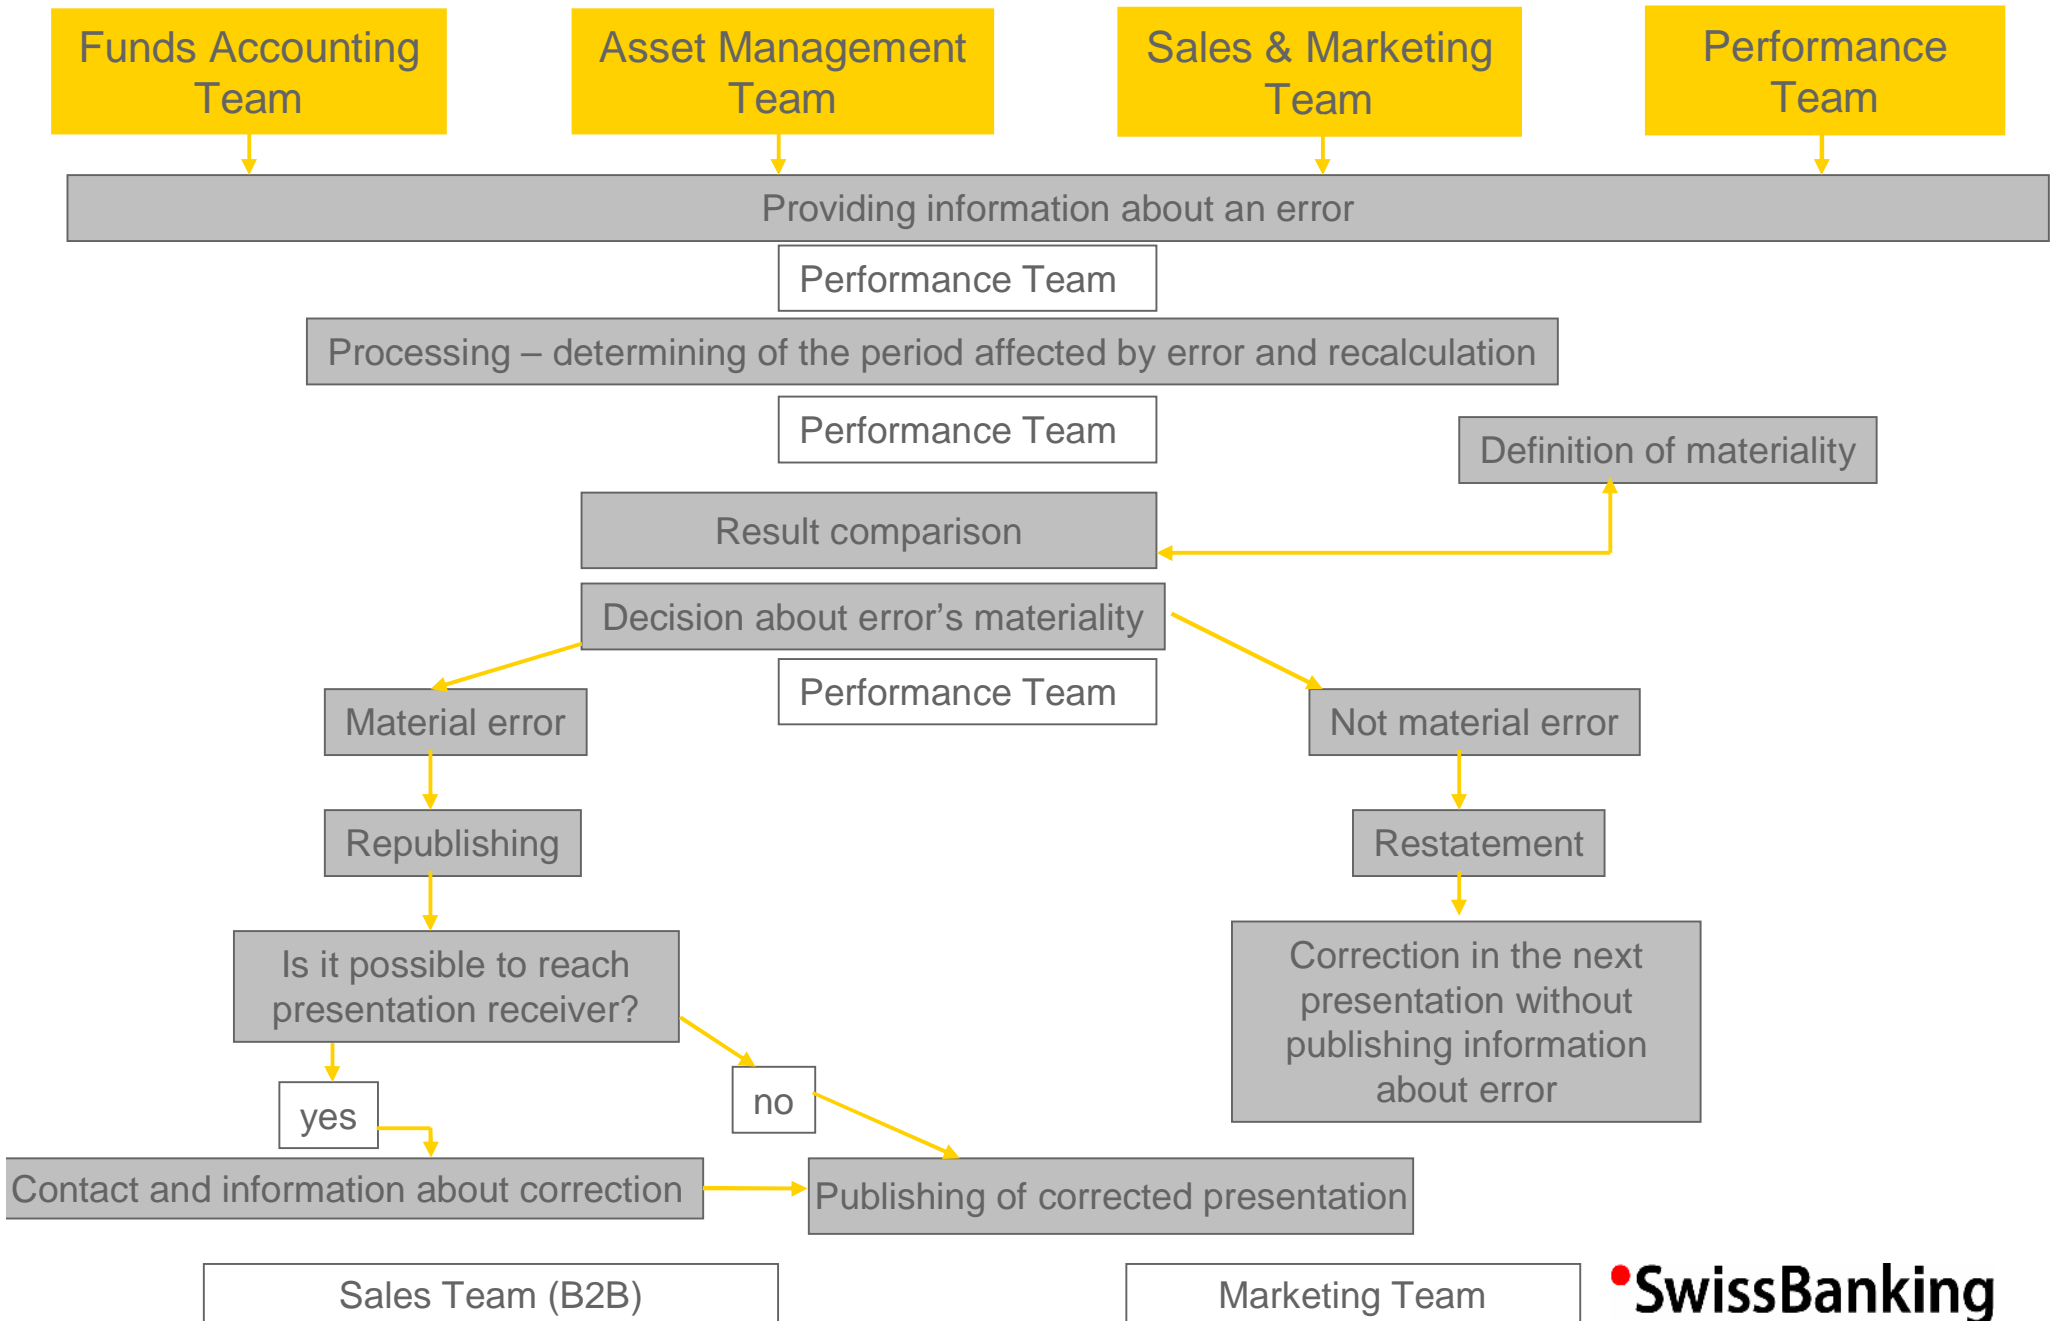 Funds Accounting
Team
Asset Management
Team
Sales & Marketing
Team
Performance
Team
Providing information about an error
Performance Team
Processing – determining of the period affected by error and recalculation
Performance Team
Definition of materiality
Result comparison
Decision about error’s materiality
Performance Team
Material error
Not material error
Republishing
Restatement
Is it possible to reach
presentation receiver?
Correction in the next
presentation without
publishing information
about error
yes
no
Contact and information about correction
Publishing of corrected presentation
Sales Team (B2B)
Marketing Team
SwissBanking